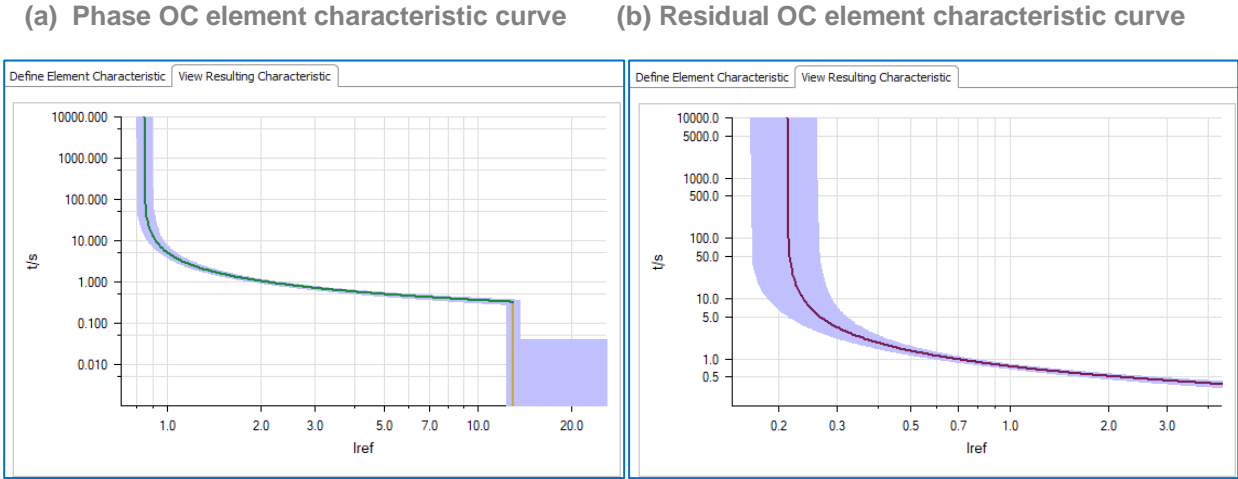 (a) Phase OC element characteristic curve
(b) Residual OC element characteristic curve
Define Element Characteristic
View Resulting Characteristic
10000.000
1000.000
100.000
10.000
1.000
0.100
0.010
t/s
1.0 2.0 3.0 5.0 7.0 10.0 20.0
Iref
Define Element Characteristic
View Resulting Characteristic
10000.0
5000.0
1000.0
500.0
100.0
50.0
10.0
5.0
1.0
0.5
t/s
0.2 0.3 0.5 0.7 1.0 2.0 3.0
Iref